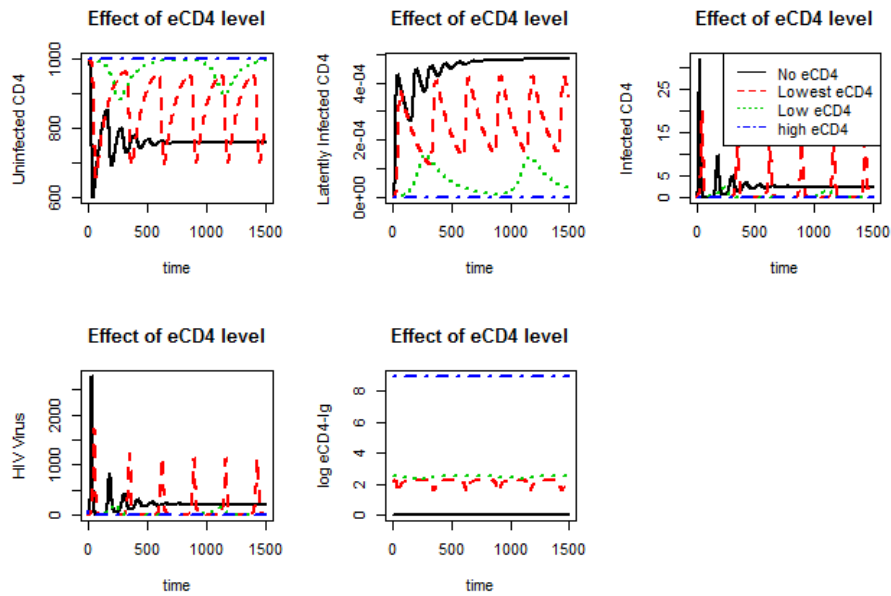 Effect of eCD4 level
Uninfected CD4
600
800
1000
0
500
1000
1500
time
Effect of eCD4 level
Latently Infected CD4
0e+00
2e-04
4e-04
0
500
1000
1500
time
Effect of eCD4 level
Infected CD4
0
5
15
25
No eCD4
Lowest eCD4
Low eCD4
high eCD4
0
500
1000
1500
time
Effect of eCD4 level
HIV Virus
0
1000
2000
0
500
1000
1500
time
Effect of eCD4 level
log eCD4-Ig
0
2
4
6
8
0
500
1000
1500
time